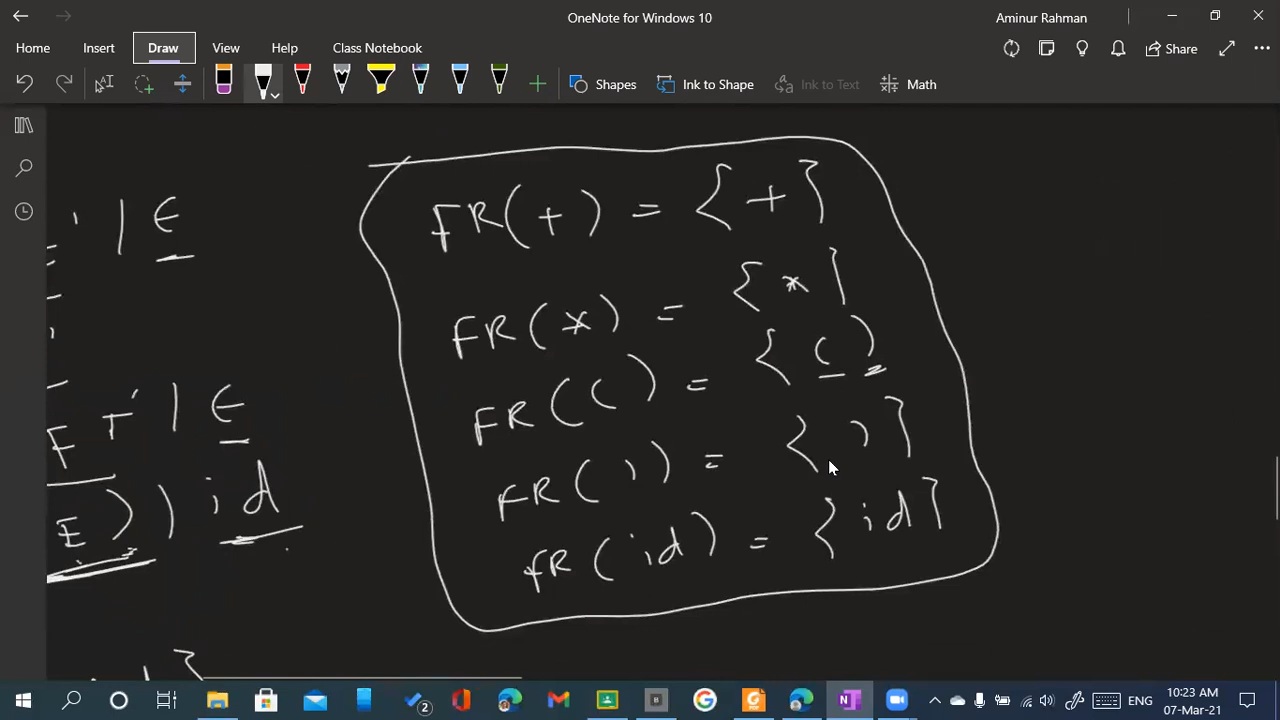 OneNote for Windows 10
Aminur Rahman
Home Insert Draw View Help Class Notebook
Share
Shapes Ink to Shape Ink to Text Math
' | ∈
FR(+) = {+}
FR(*) = {*}
FR(() = {(}
F T' | ∈
FR()) = {)}
E) | id
FR(id) = {id}
2
ENG
10:23 AM
07-Mar-21